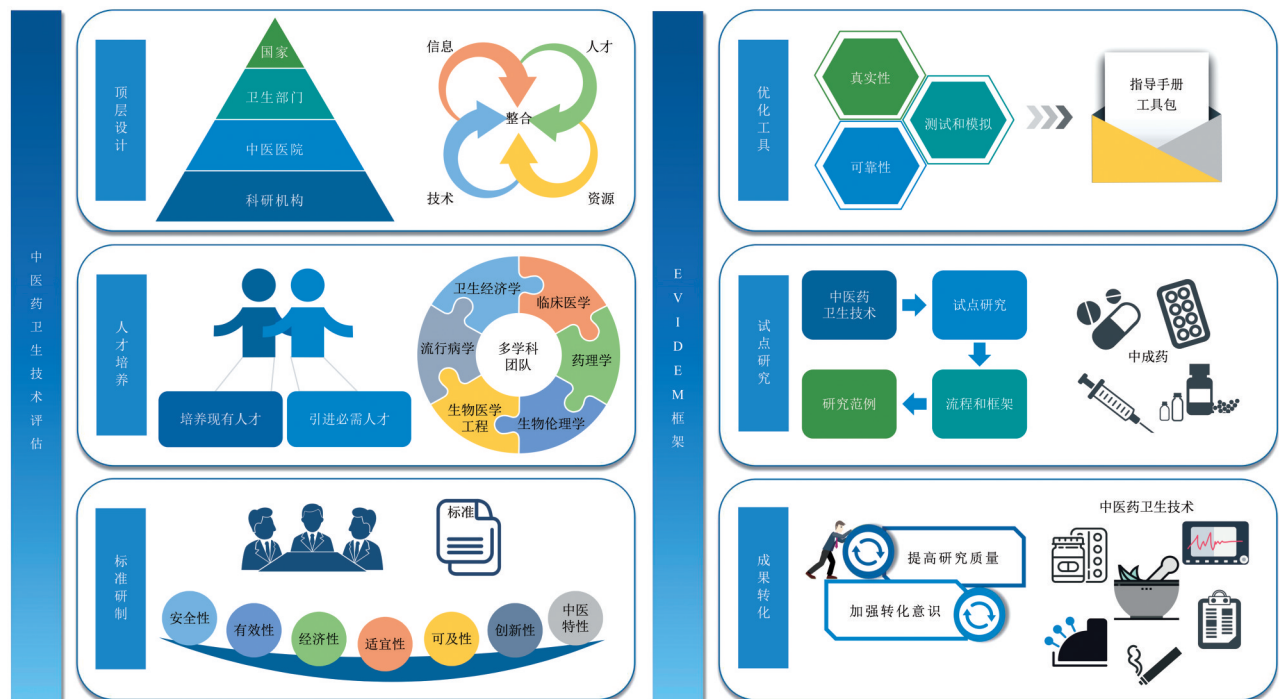 中医药卫生技术评估
顶层设计
国家
卫生部门
中医医院
科研机构
信息
人才
整合
技术
资源
人才培养
培养现有人才
引进必需人才
卫生经济学
临床医学
流行病学
多学科
团队
药理学
生物医学
工程
生物伦理学
标准研制
标准
安全性
有效性
经济性
适宜性
可及性
创新性
中医
特性
EVIDEM框架
优化工具
真实性
测试和模拟
可靠性
指导手册
工具包
试点研究
中医药
卫生技术
试点研究
研究范例
流程和框架
中成药
成果转化
提高研究质量
加强转化意识
中医药卫生技术